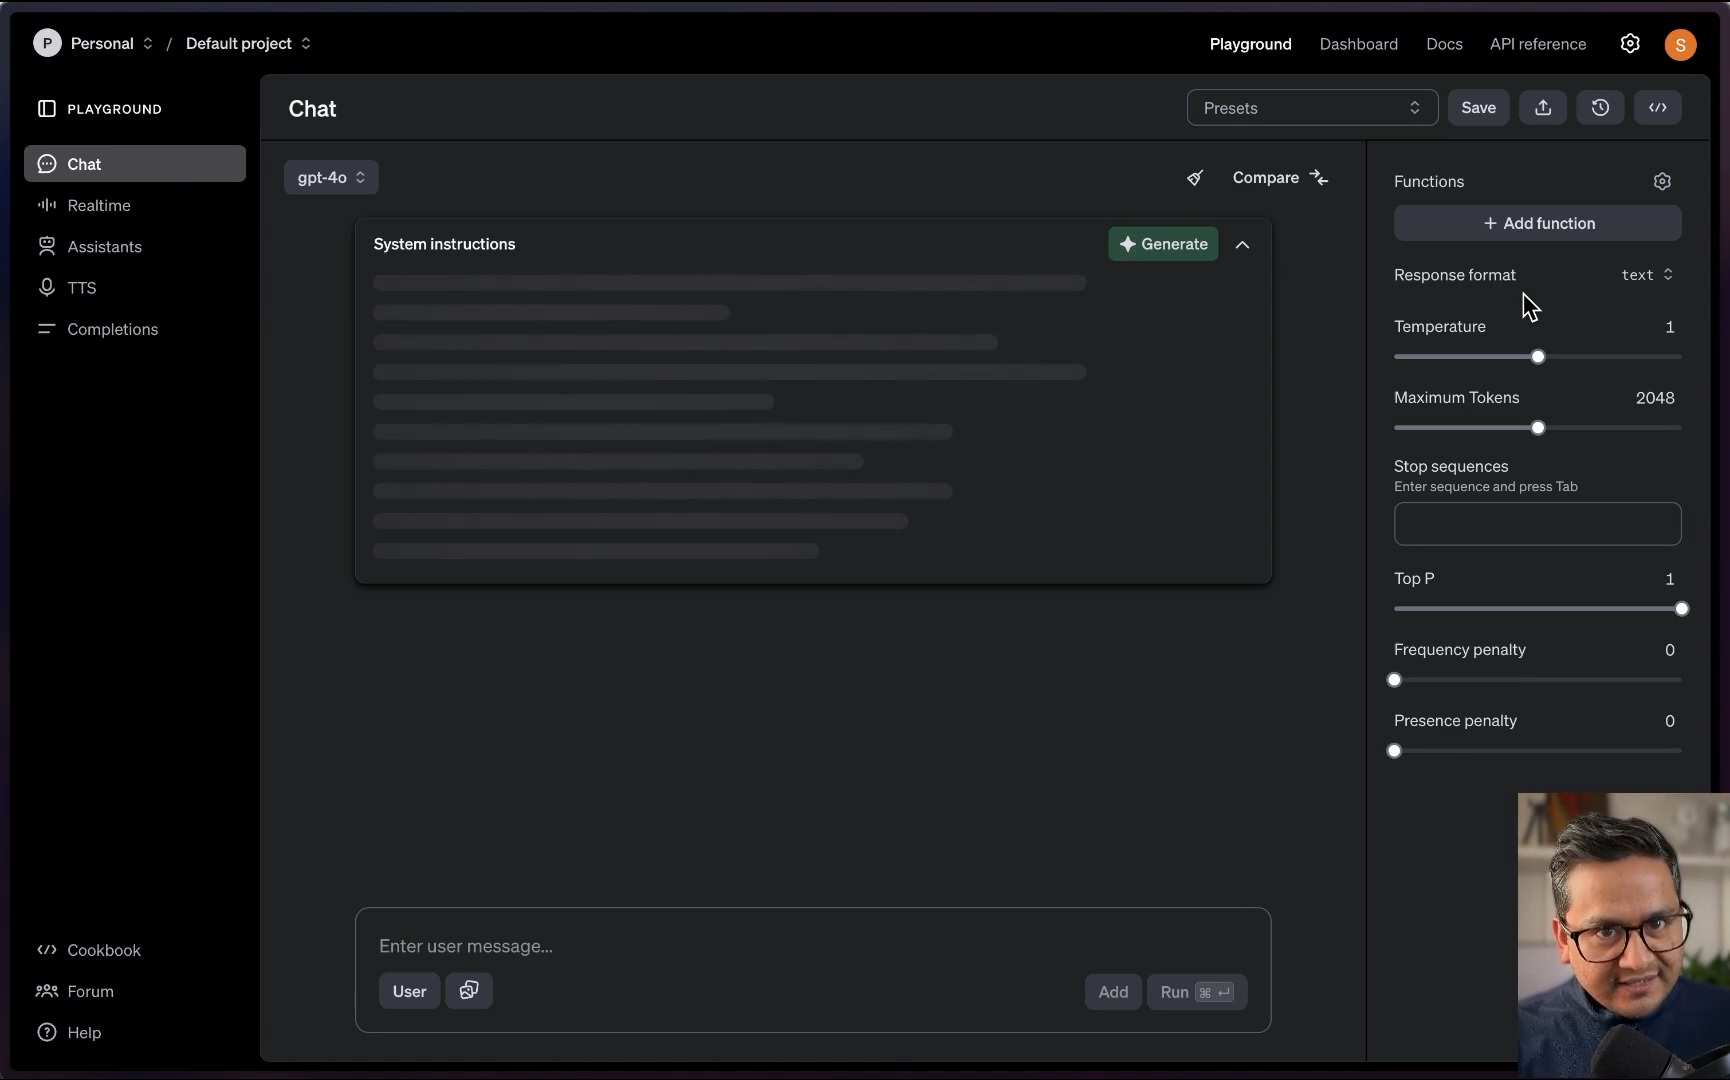 P Personal / Default project
Playground Dashboard Docs API reference S
PLAYGROUND
Chat
Realtime
Assistants
TTS
Completions
Cookbook
Forum
Help
Chat
Presets Save
gpt-4o Compare
System instructions Generate
Enter user message...
User Add Run ⌘ ↵
Functions
+ Add function
Response format text
Temperature 1
Maximum Tokens 2048
Stop sequences
Enter sequence and press Tab
Top P 1
Frequency penalty 0
Presence penalty 0